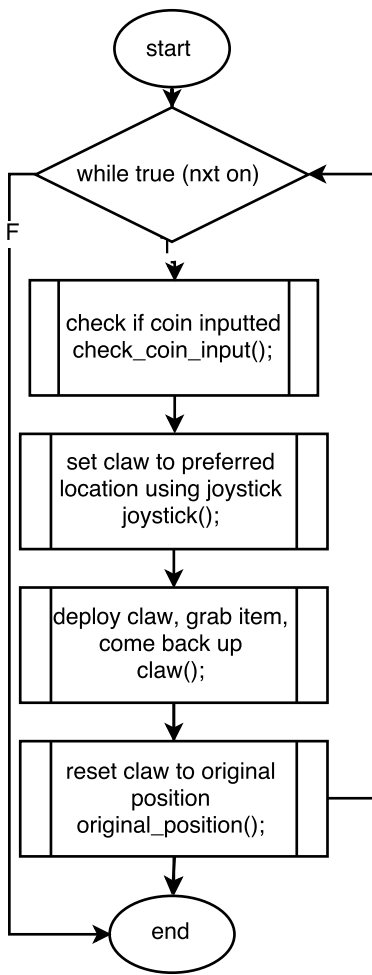 start
while true (nxt on)
F
check if coin inputted
check_coin_input();
set claw to preferred
location using joystick
joystick();
deploy claw, grab item,
come back up
claw();
reset claw to original
position
original_position();
end